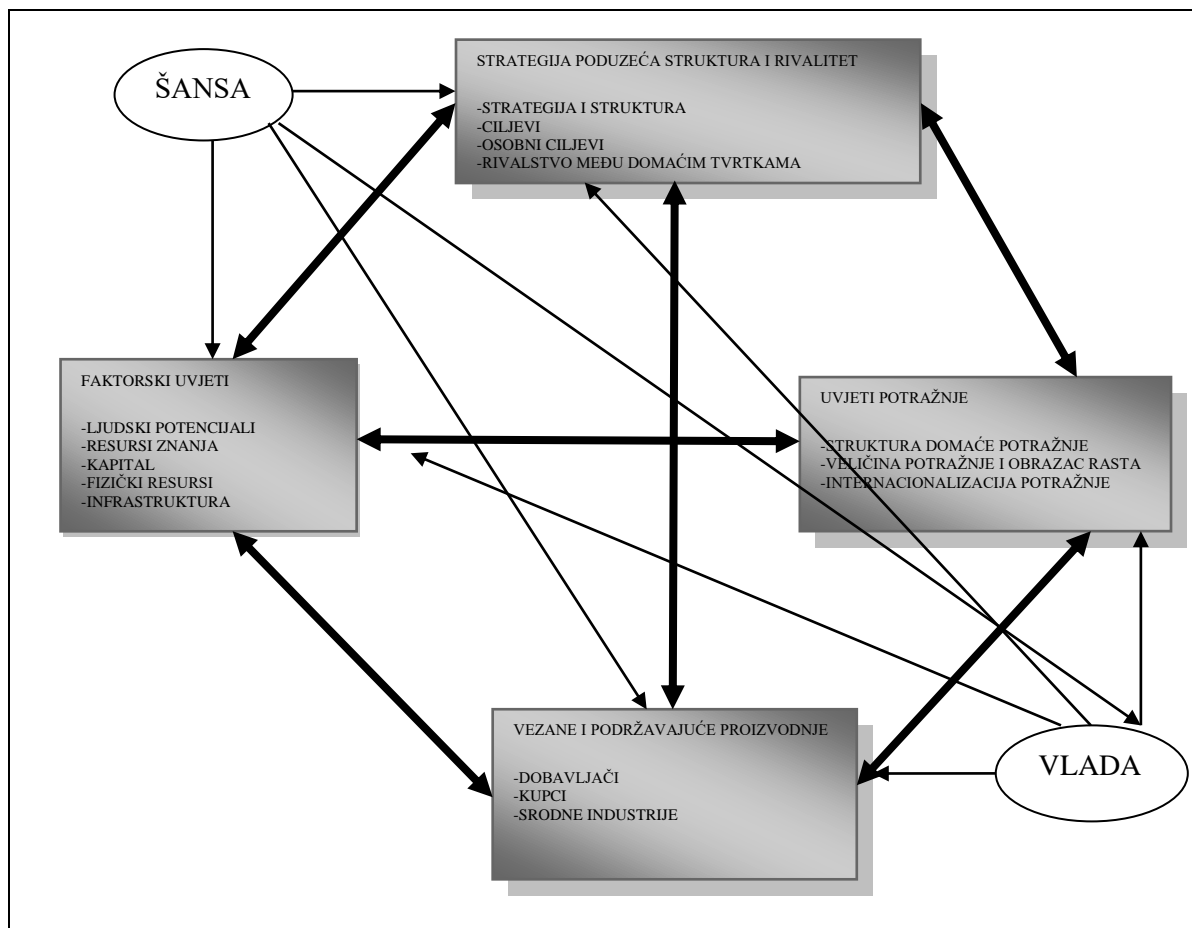 ŠANSA
STRATEGIJA PODUZEĆA STRUKTURA I RIVALITET
-STRATEGIJA I STRUKTURA
-CILJEVI
-OSOBNI CILJEVI
-RIVALSTVO MEĐU DOMAĆIM TVRTKAMA
FAKTORSKI UVJETI
-LJUDSKI POTENCIJALI
-RESURSI ZNANJA
-KAPITAL
-FIZIČKI RESURSI
-INFRASTRUKTURA
UVJETI POTRAŽNJE
-STRUKTURA DOMAĆE POTRAŽNJE
-VELIČINA POTRAŽNJE I OBRAZAC RASTA
-INTERNACIONALIZACIJA POTRAŽNJE
VEZANE I PODRŽAVAJUĆE PROIZVODNJE
-DOBAVLJAČI
-KUPCI
-SRODNE INDUSTRIJE
VLADA